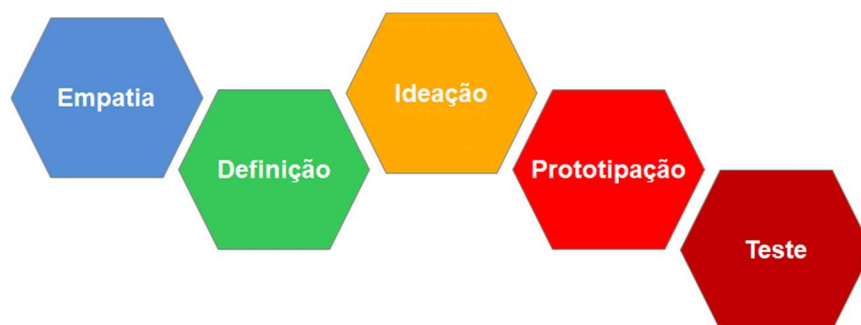 Empatia
Definição
Ideação
Prototipação
Teste